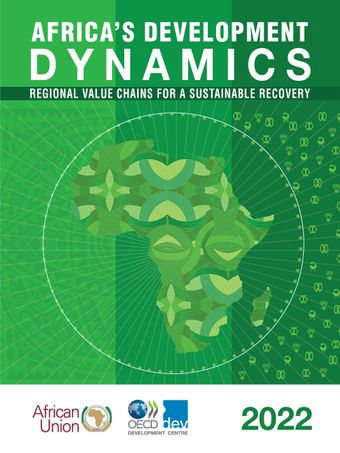 AFRICA'S DEVELOPMENT
DYNAMICS
REGIONAL VALUE CHAINS FOR A SUSTAINABLE RECOVERY
African
Union
OECD
dev
DEVELOPMENT CENTRE
2022